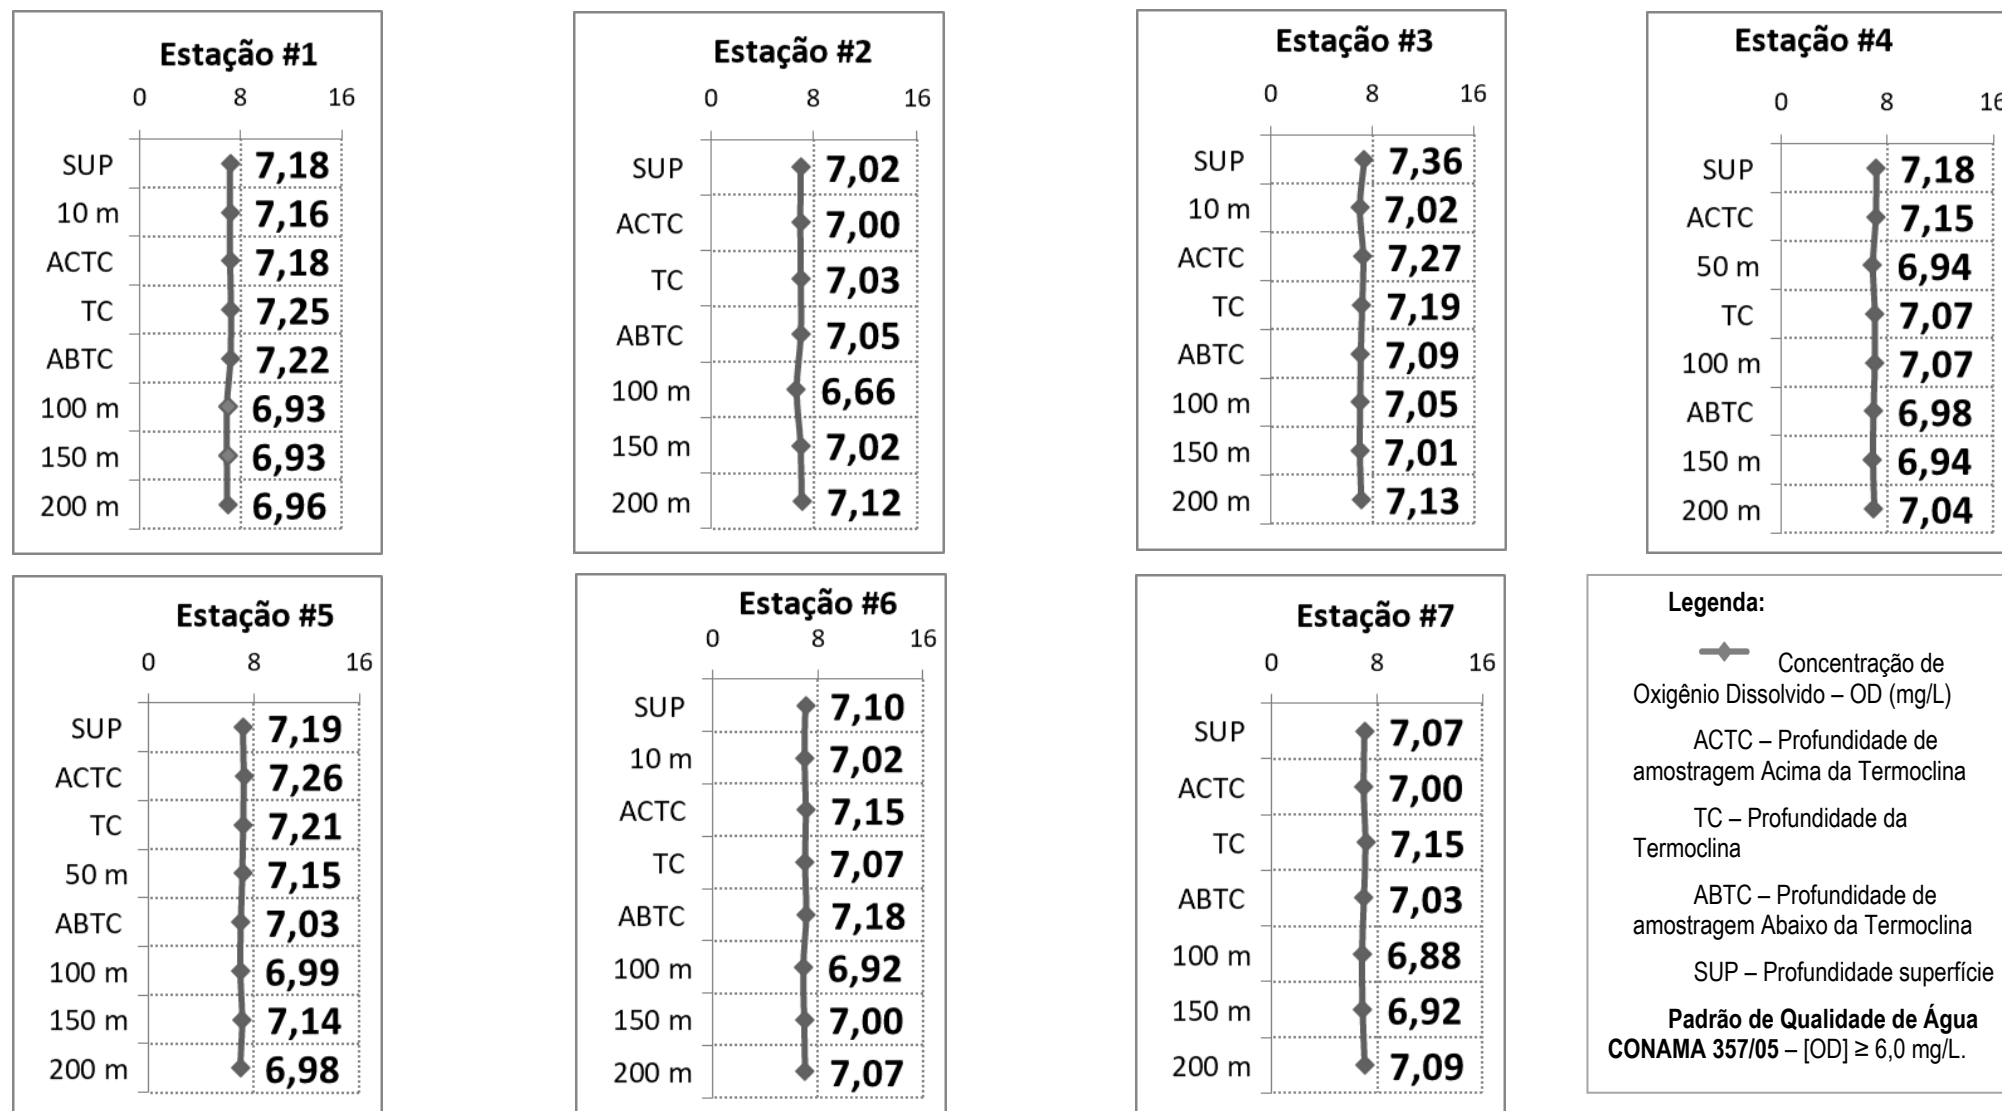 Estação #1
0 8 16
SUP 7,18
10 m 7,16
ACTC 7,18
TC 7,25
ABTC 7,22
100 m 6,93
150 m 6,93
200 m 6,96
Estação #2
0 8 16
SUP 7,02
ACTC 7,00
TC 7,03
ABTC 7,05
100 m 6,66
150 m 7,02
200 m 7,12
Estação #3
0 8 16
SUP 7,36
10 m 7,02
ACTC 7,27
TC 7,19
ABTC 7,09
100 m 7,05
150 m 7,01
200 m 7,13
Estação #4
0 8 16
SUP 7,18
ACTC 7,15
50 m 6,94
TC 7,07
100 m 7,07
ABTC 6,98
150 m 6,94
200 m 7,04
Estação #5
0 8 16
SUP 7,19
ACTC 7,26
TC 7,21
50 m 7,15
ABTC 7,03
100 m 6,99
150 m 7,14
200 m 6,98
Estação #6
0 8 16
SUP 7,10
10 m 7,02
ACTC 7,15
TC 7,07
ABTC 7,18
100 m 6,92
150 m 7,00
200 m 7,07
Estação #7
0 8 16
SUP 7,07
ACTC 7,00
TC 7,15
ABTC 7,03
100 m 6,88
150 m 6,92
200 m 7,09
Legenda:
Concentração de
Oxigênio Dissolvido – OD (mg/L)
ACTC – Profundidade de
amostragem Acima da Termoclina
TC – Profundidade da
Termoclina
ABTC – Profundidade de
amostragem Abaixo da Termoclina
SUP – Profundidade superfície
Padrão de Qualidade de Água
CONAMA 357/05 – [OD] ≥ 6,0 mg/L.